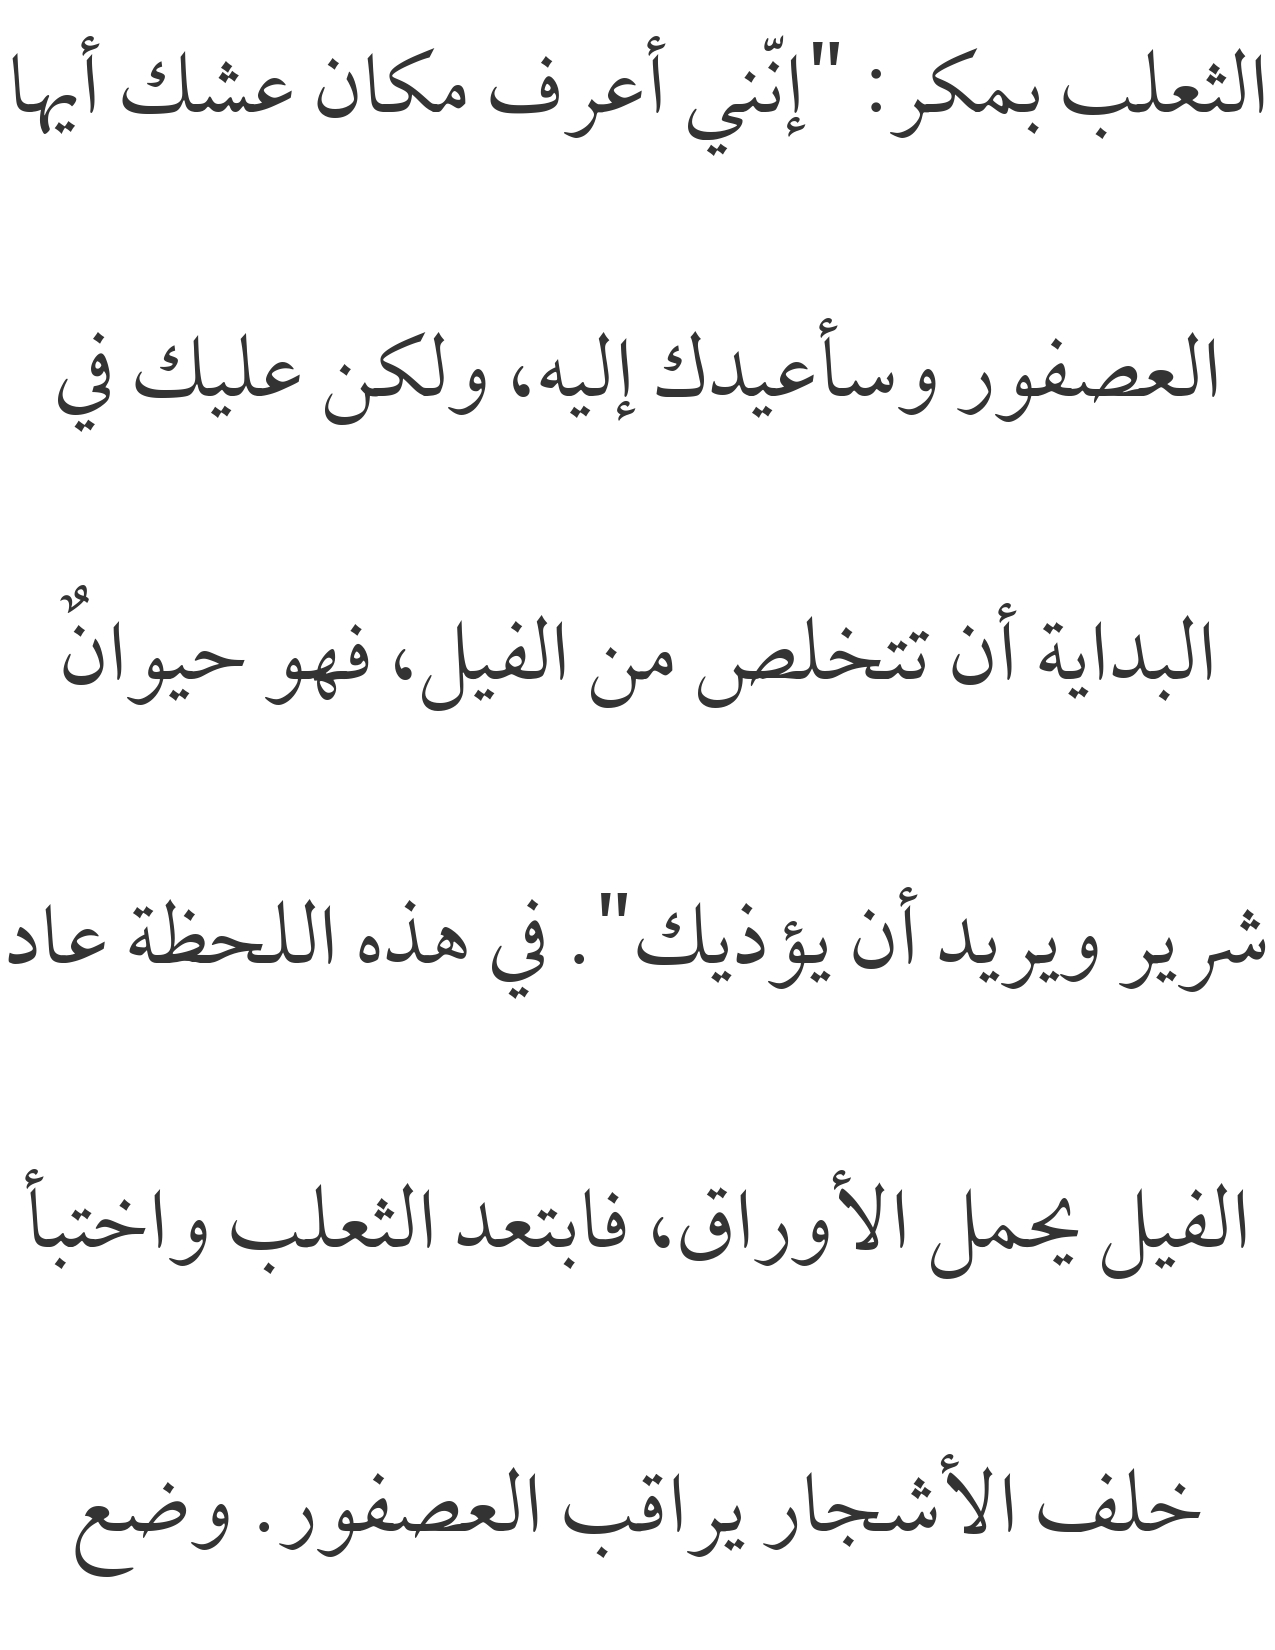 الثعلب بمكر: "إنّني أعرف مكان عشك أيها
العصفور وسأعيدك إليه، ولكن عليك في
البداية أن تتخلص من الفيل، فهو حيوانٌ
شرير ويريد أن يؤذيك". في هذه اللحظة عاد
الفيل يحمل الأوراق، فابتعد الثعلب واختبأ
خلف الأشجار يراقب العصفور. وضع